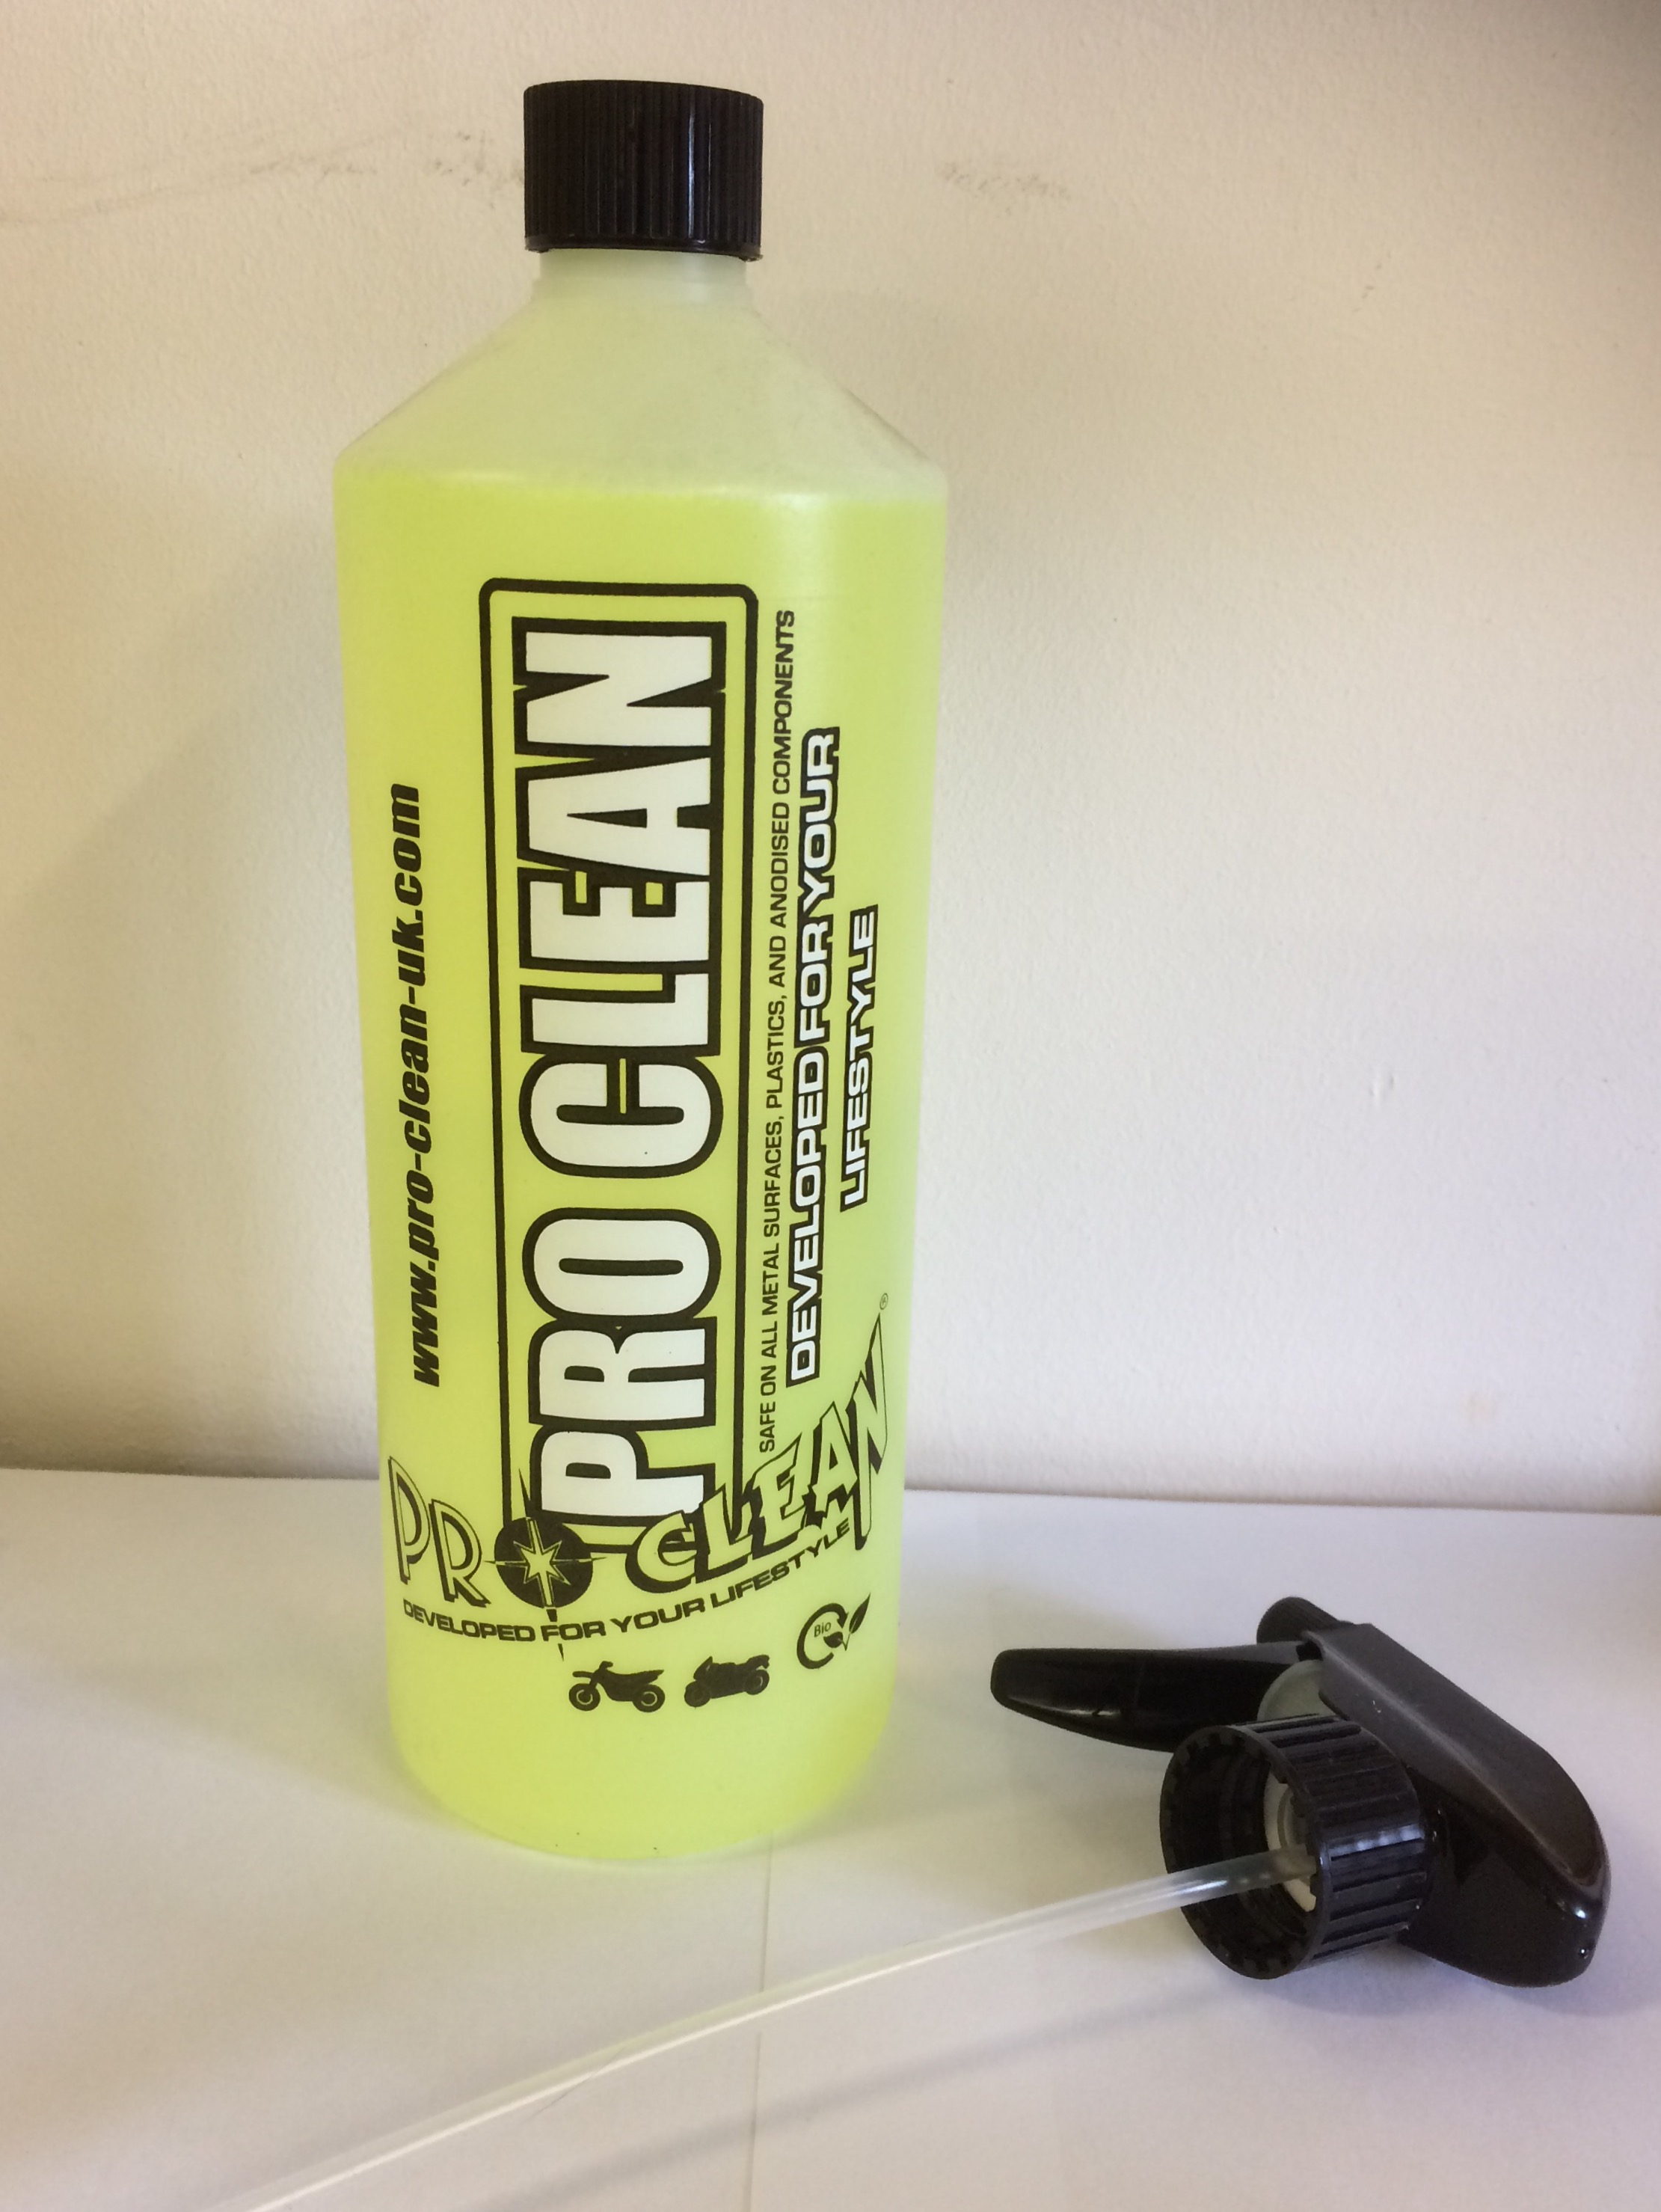 www.pro-clean-uk.com
PRO CLEAN
SAFE ON ALL METAL SURFACES, PLASTICS, AND ANODISED COMPONENTS
DEVELOPED FOR YOUR
LIFESTYLE
PRO CLEAN®
DEVELOPED FOR YOUR LIFESTYLE
Bio